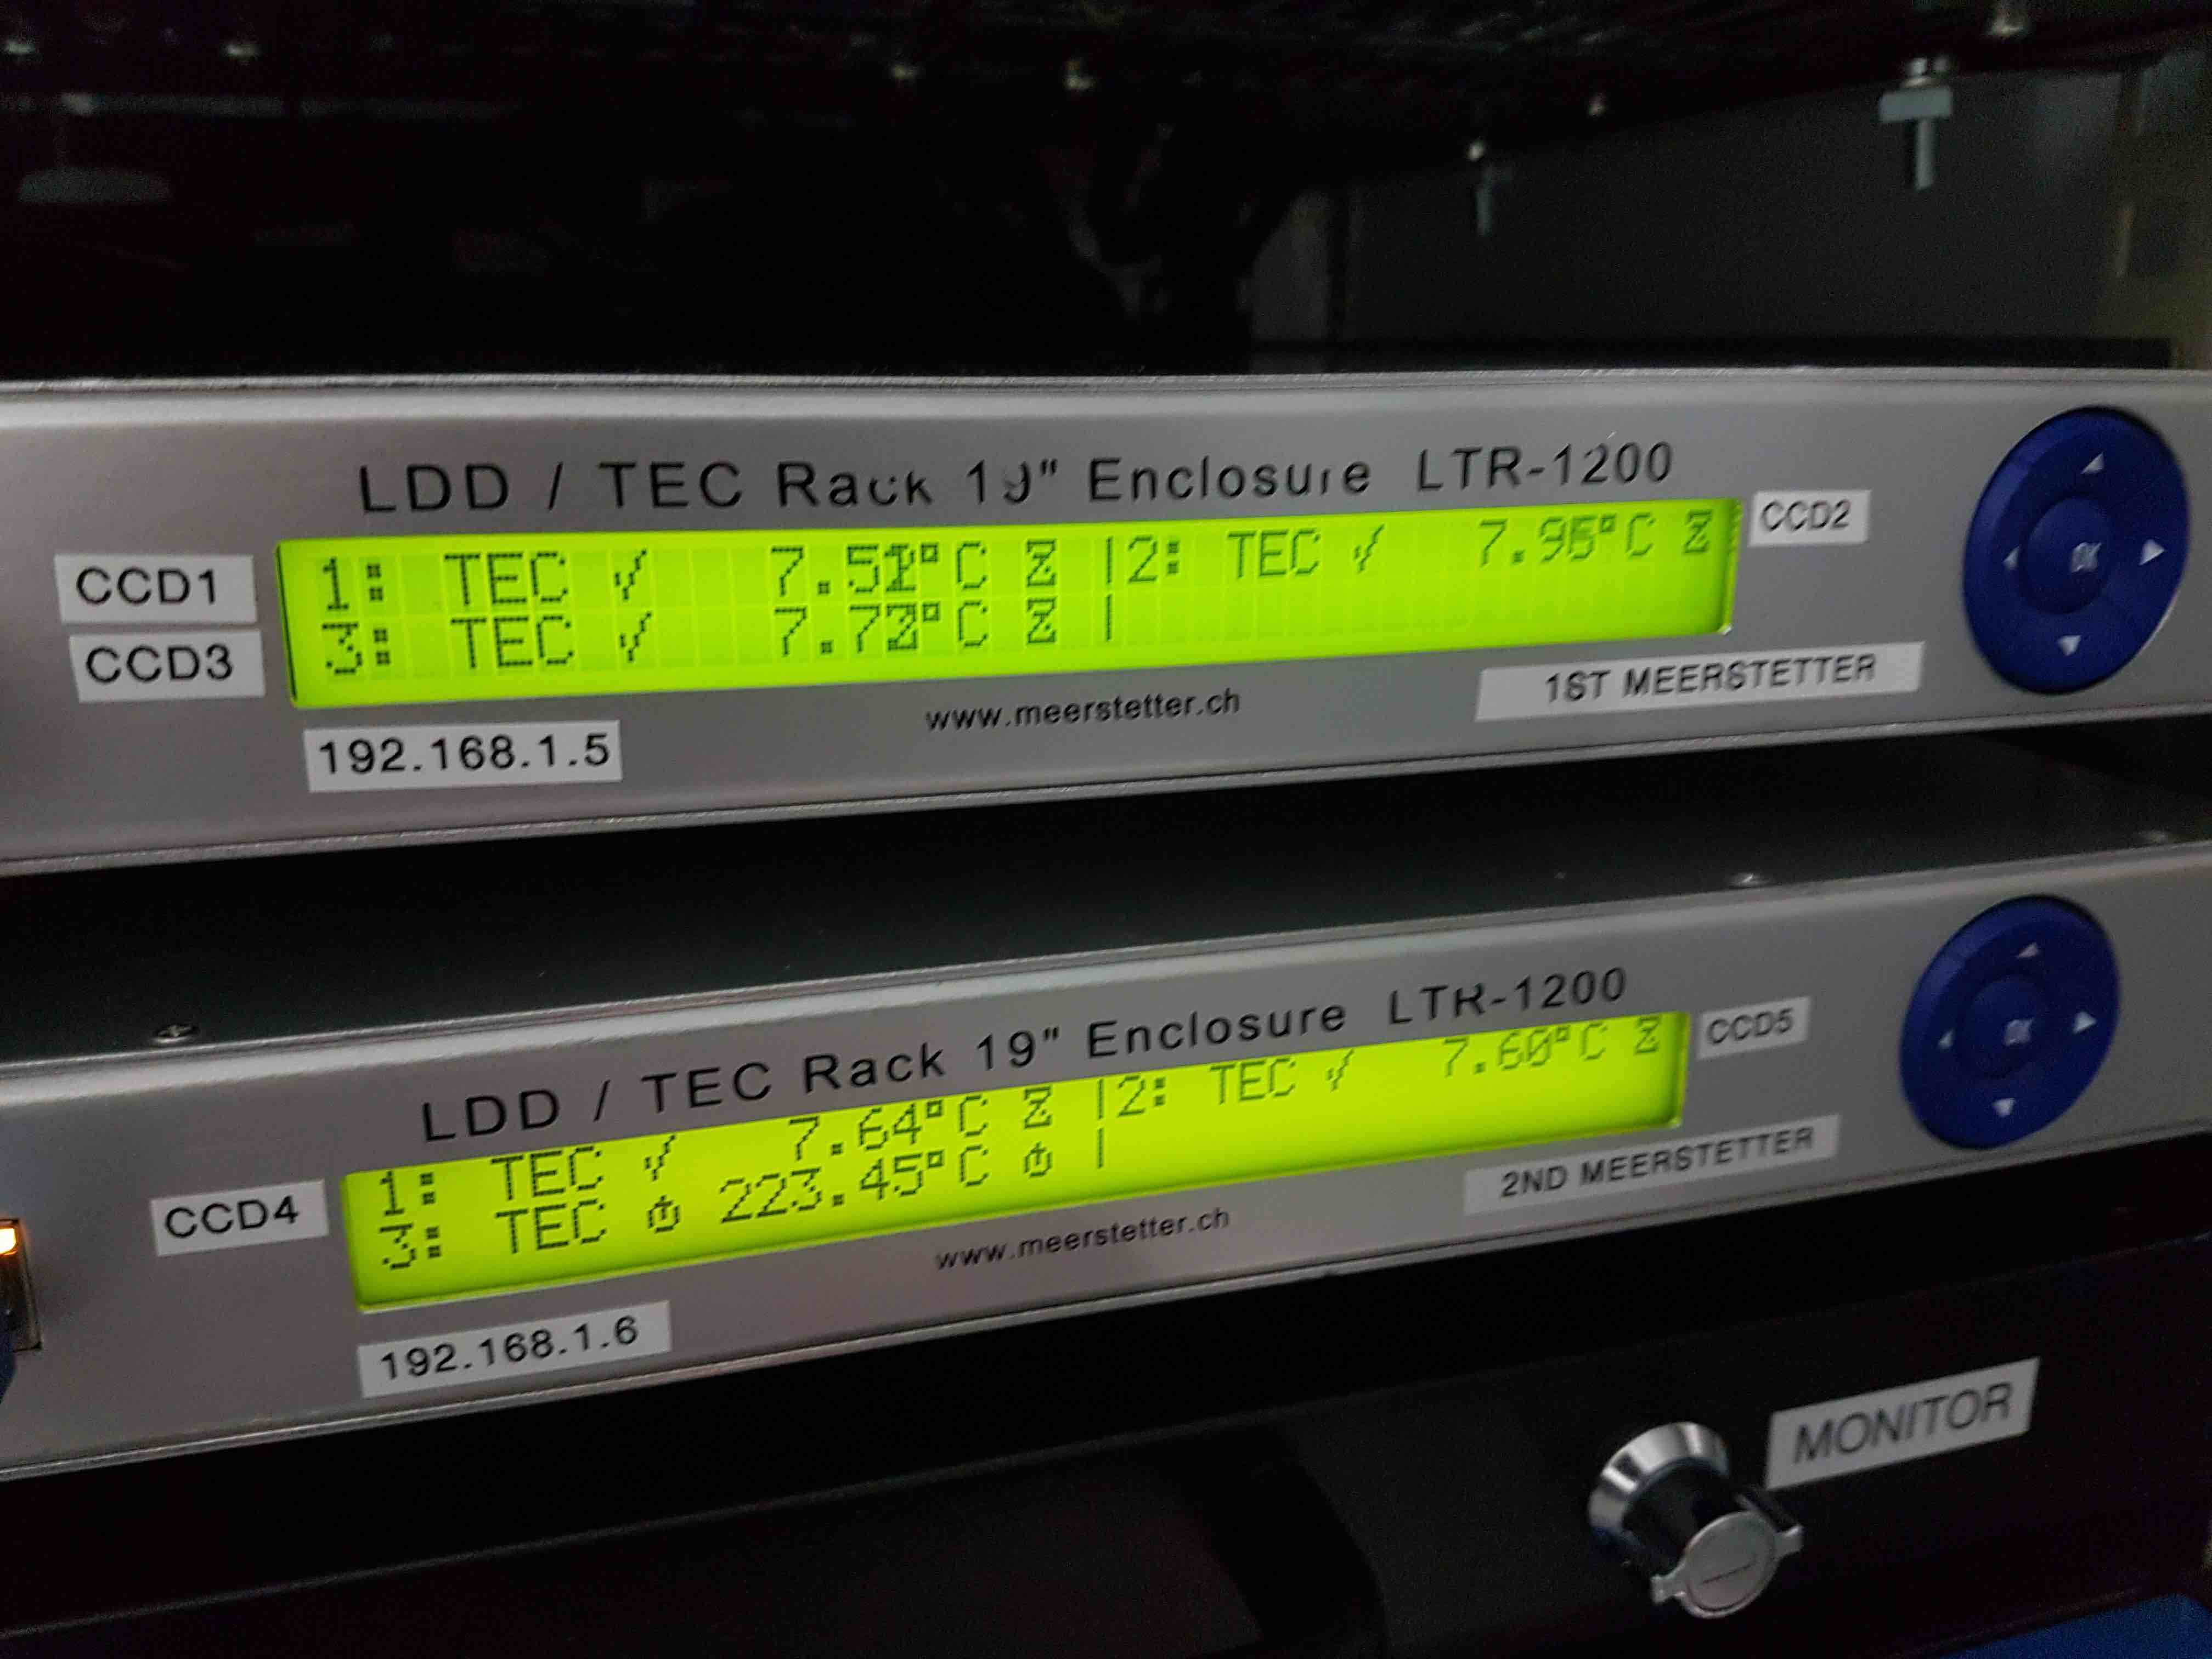 LDD / TEC Rack 19" Enclosure LTR-1200
CCD1
1: TEC √ 7.51°C | 2: TEC √ 7.95°C
CCD2
CCD3
3: TEC √ 7.72°C |
OK
www.meerstetter.ch
1ST MEERSTETTER
192.168.1.5
LDD / TEC Rack 19" Enclosure LTR-1200
1: TEC √ 7.64°C | 2: TEC √ 7.60°C
CCD5
CCD4
3: TEC 223.45°C |
OK
www.meerstetter.ch
2ND MEERSTETTER
192.168.1.6
MONITOR